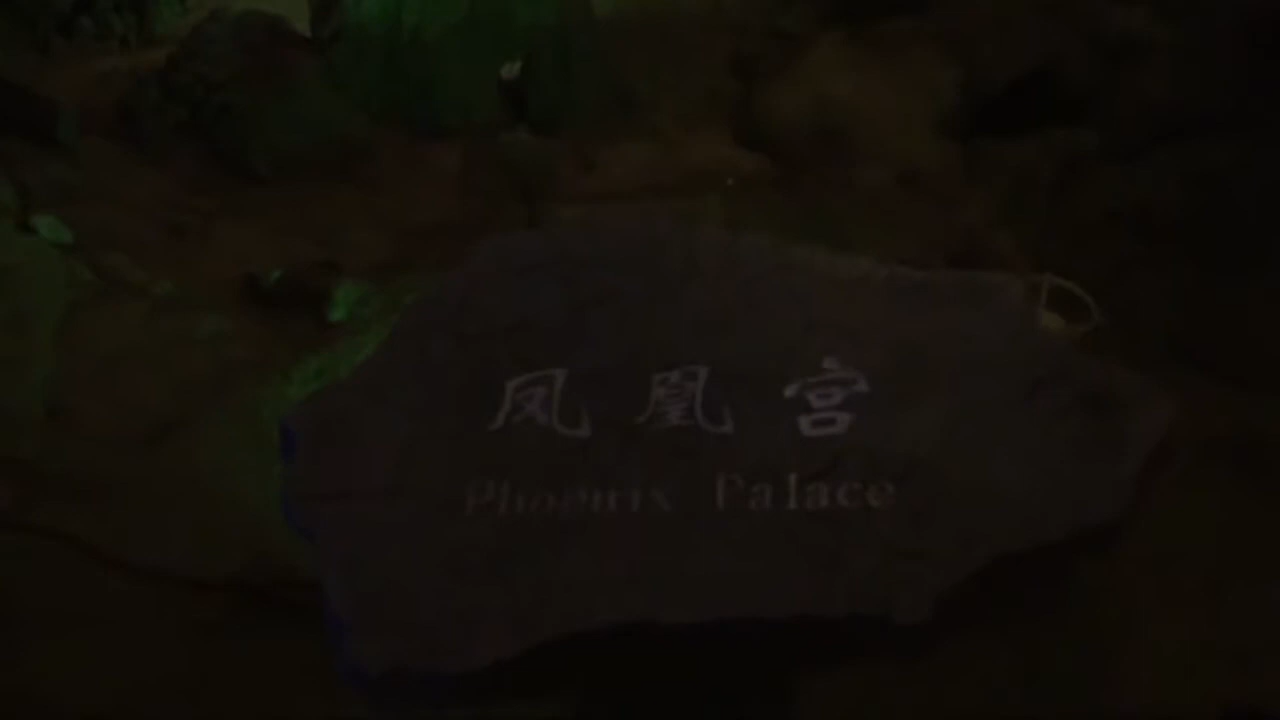 凤凰宫
Phoenix Palace